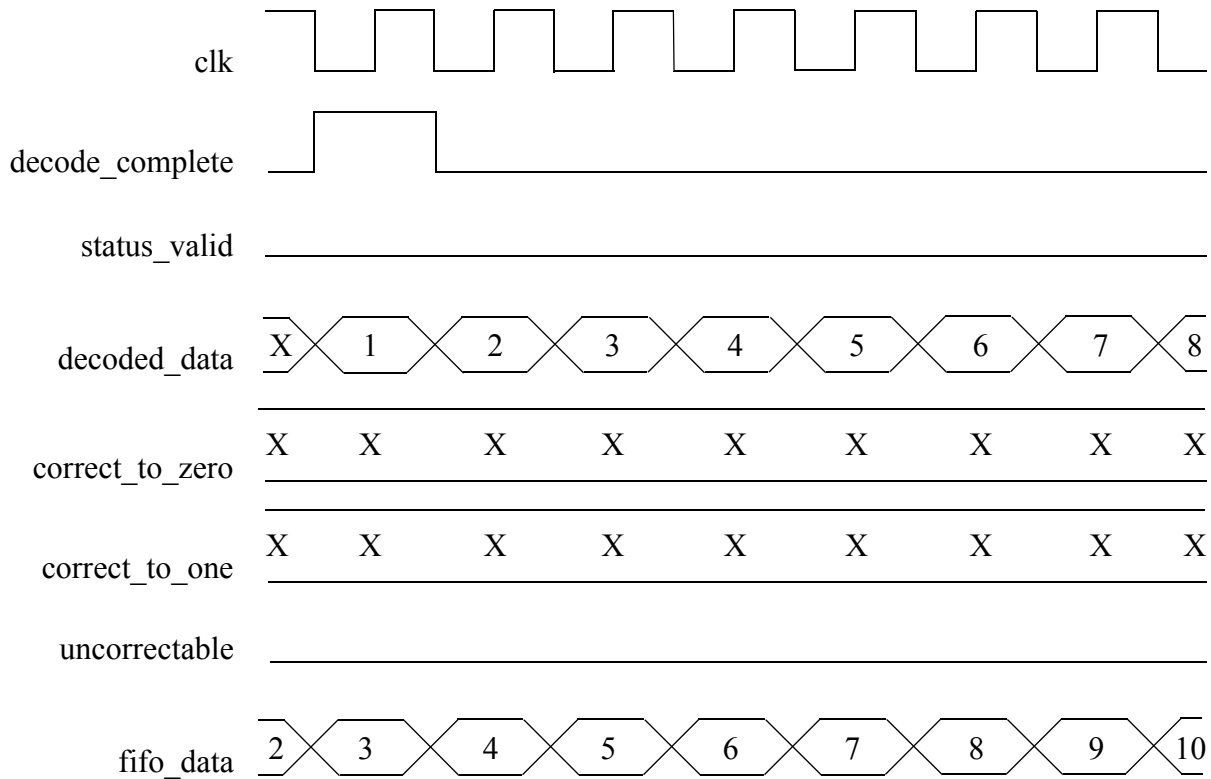 clk
decode_complete
status_valid
decoded_data X 1 2 3 4 5 6 7 8
correct_to_zero X X X X X X X X X
correct_to_one X X X X X X X X X
uncorrectable
fifo_data 2 3 4 5 6 7 8 9 10